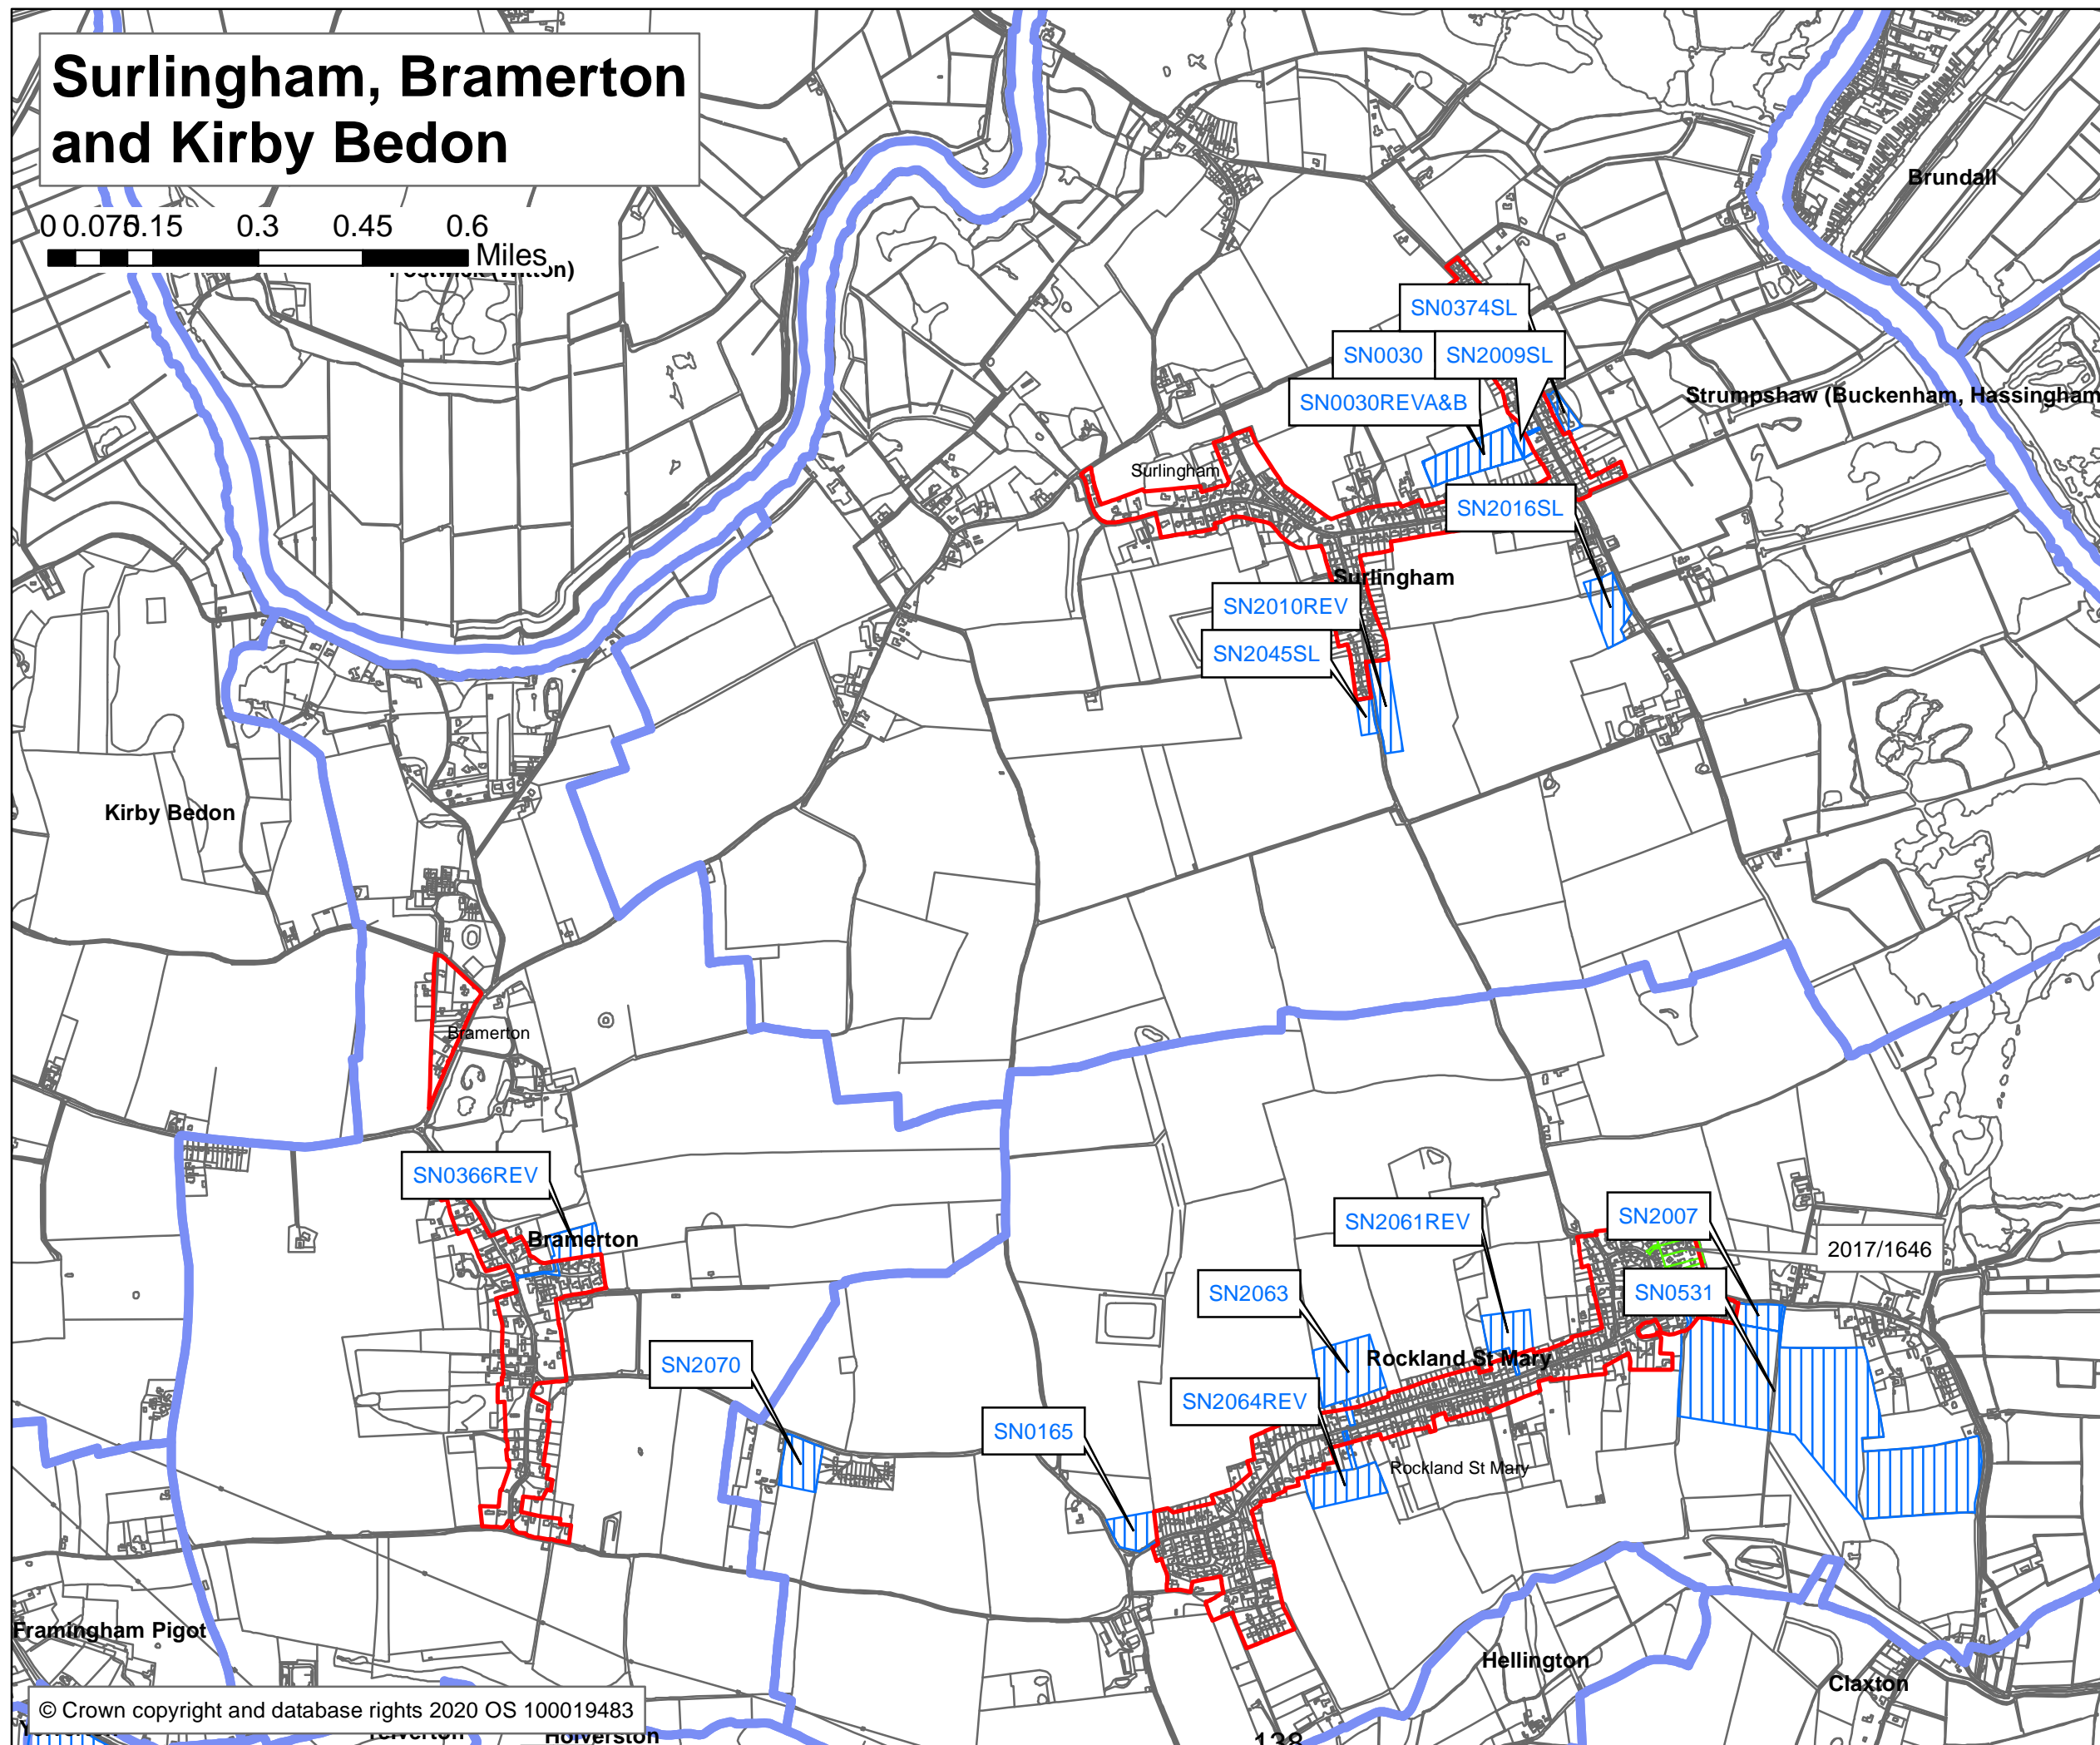 Surlingham, Bramerton
and Kirby Bedon
0 0.075 0.15 0.3 0.45 0.6
Miles
Brundall
SN0374SL
SN0030 SN2009SL
SN0030REVA&B
Strumpshaw (Buckenham, Hassingham
Surlingham
SN2016SL
Surlingham
SN2010REV
SN2045SL
Kirby Bedon
Bramerton
SN0366REV
Bramerton
SN2061REV
SN2007
2017/1646
SN2063
SN0531
SN2070
Rockland St Mary
SN2064REV
SN0165
Rockland St Mary
Framingham Pigot
Hellington
Claxton
© Crown copyright and database rights 2020 OS 100019483
Holverston
138